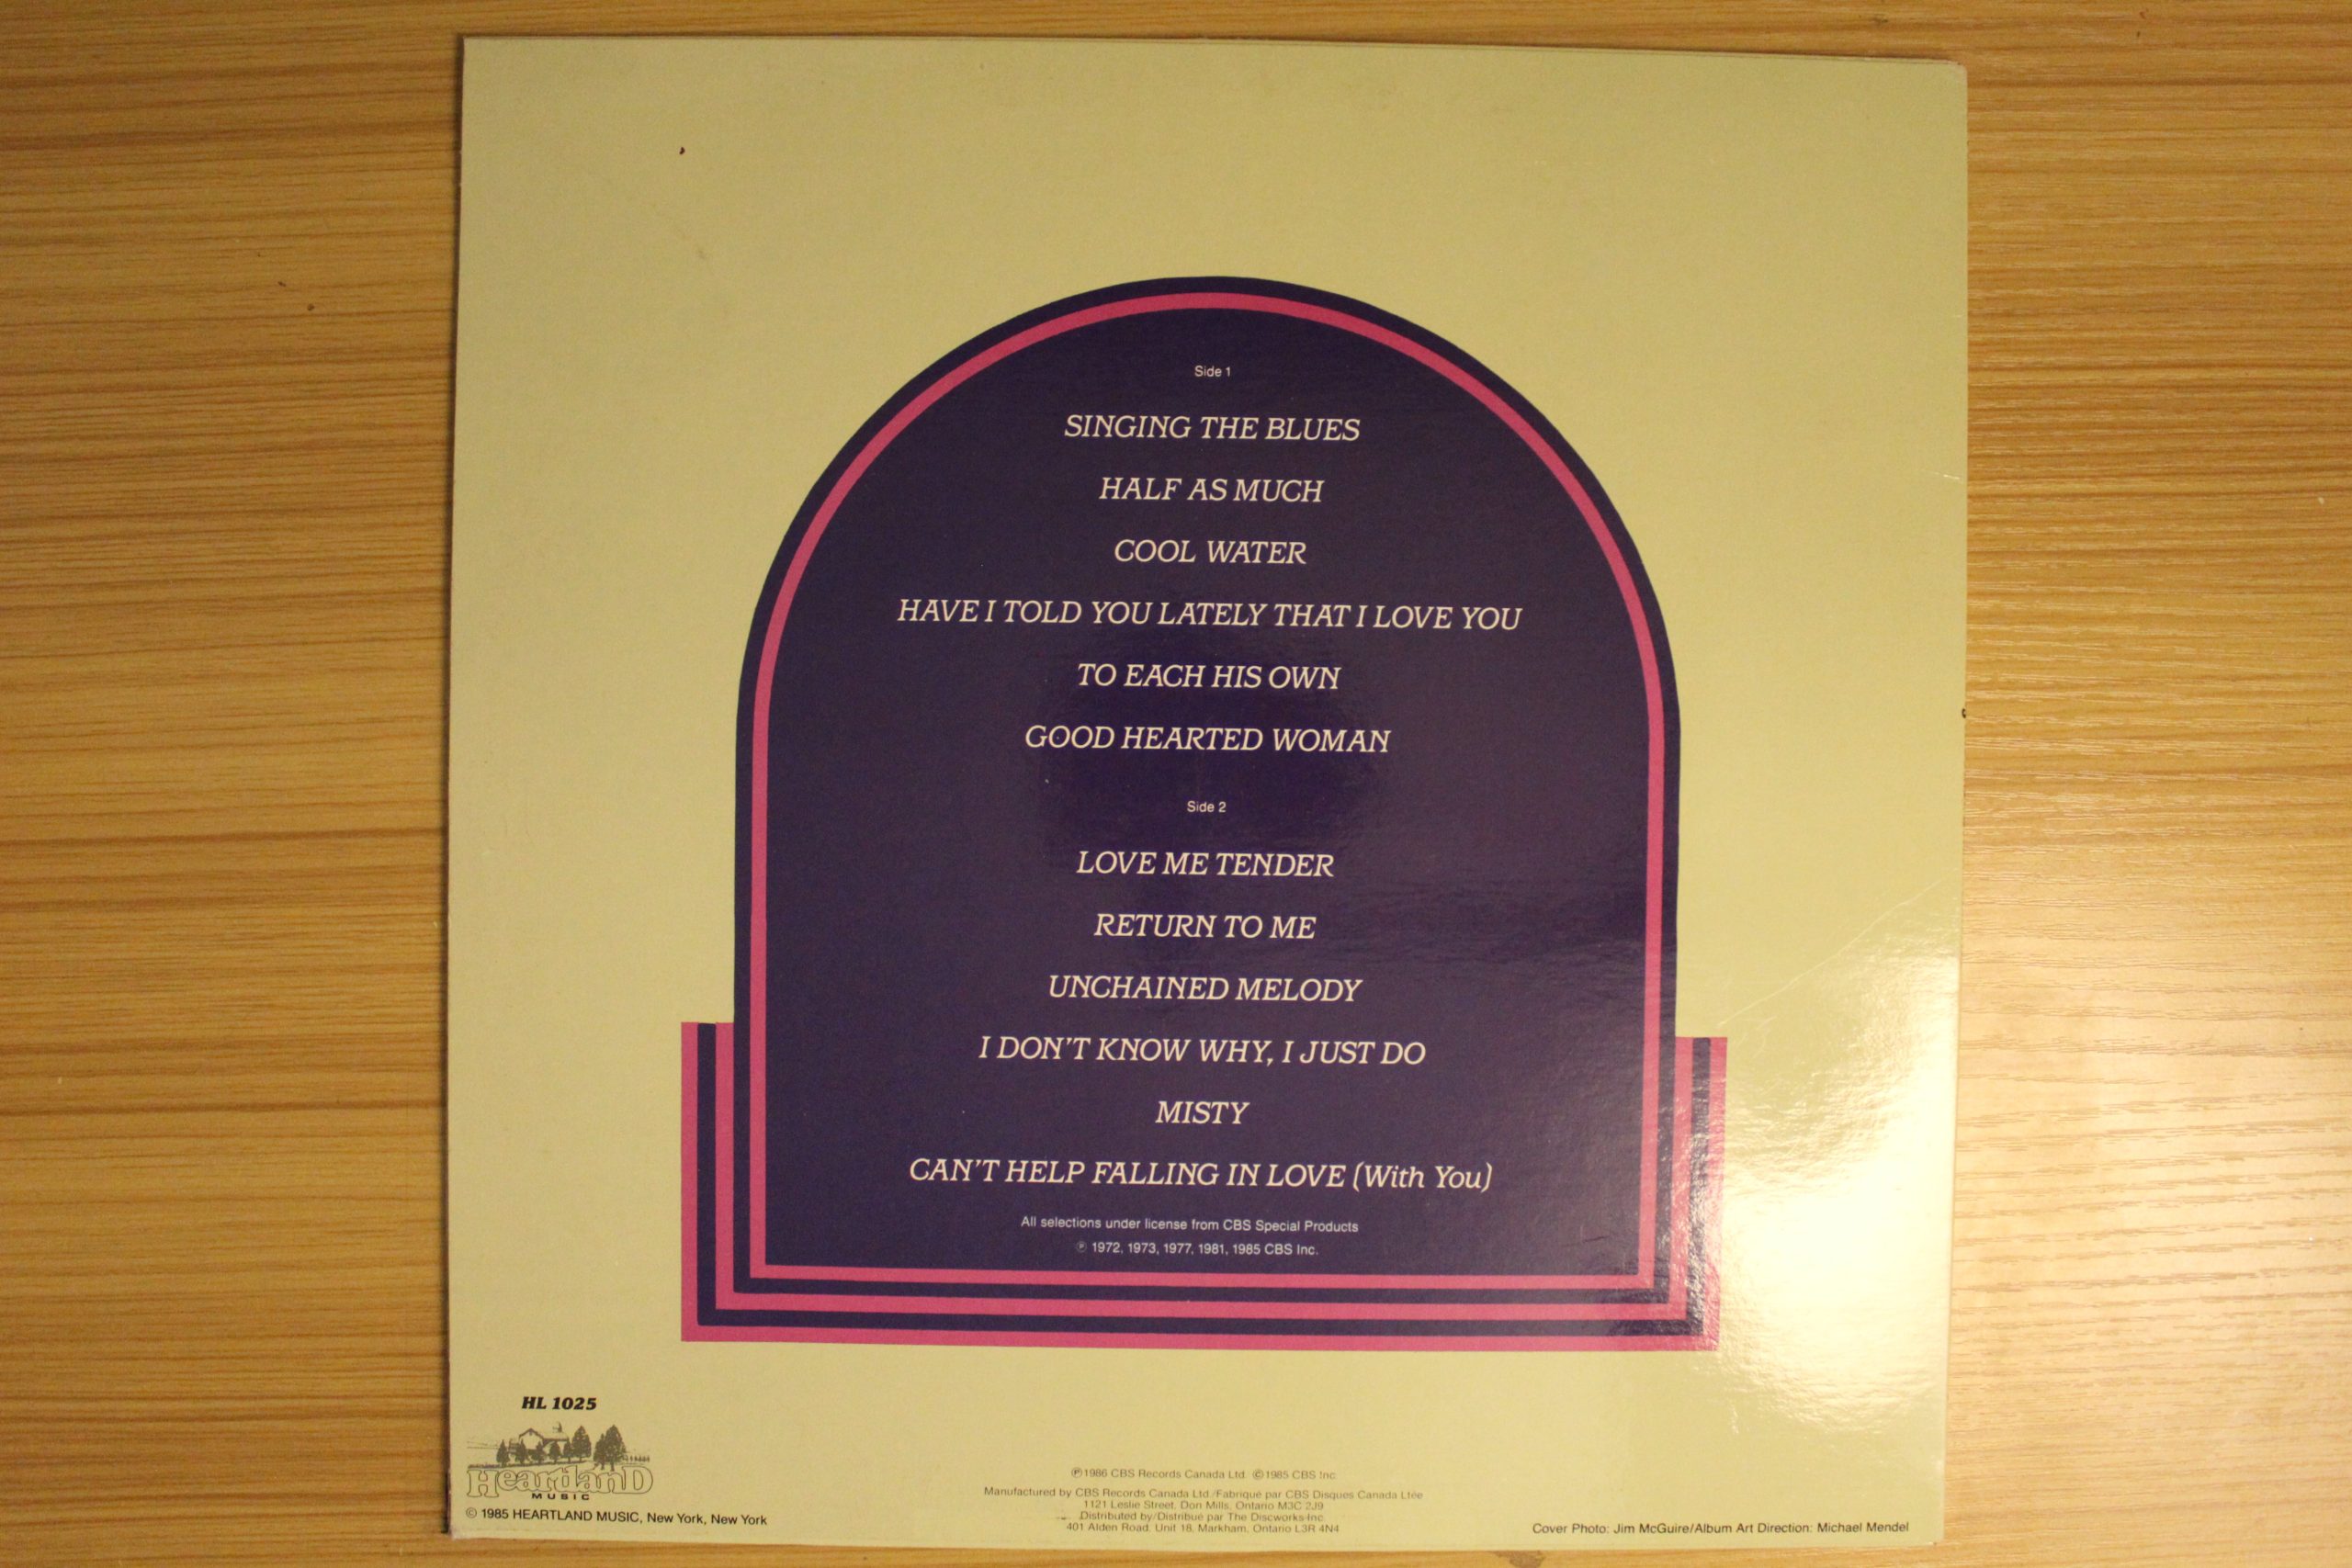 Side 1
SINGING THE BLUES
HALF AS MUCH
COOL WATER
HAVE I TOLD YOU LATELY THAT I LOVE YOU
TO EACH HIS OWN
GOOD HEARTED WOMAN
Side 2
LOVE ME TENDER
RETURN TO ME
UNCHAINED MELODY
I DON'T KNOW WHY, I JUST DO
MISTY
CAN'T HELP FALLING IN LOVE (With You)
All selections under license from CBS Special Products
℗ 1972, 1973, 1977, 1981, 1985 CBS Inc.
HL 1025
HeartlanD
MUSIC
© 1985 HEARTLAND MUSIC, New York, New York
℗1986 CBS Records Canada Ltd. ©1985 CBS Inc.
Manufactured by CBS Records Canada Ltd./Fabriqué par CBS Disques Canada Ltée
1121 Leslie Street, Don Mills, Ontario M3C 2J9
Distributed by/Distribué par The Discworks-Inc.
401 Alden Road, Unit 18, Markham, Ontario L3R 4N4
Cover Photo: Jim McGuire/Album Art Direction: Michael Mendel